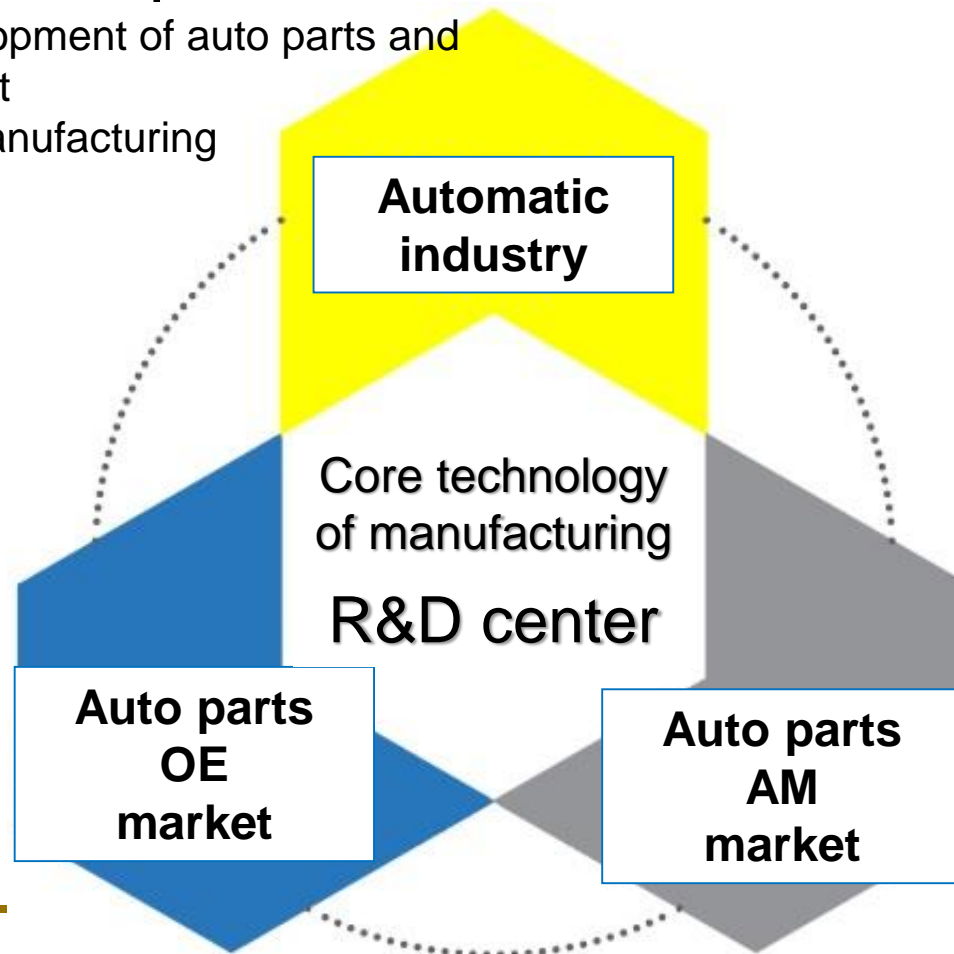 opment of auto parts and
t
anufacturing
Automatic
industry
Core technology
of manufacturing
R&D center
Auto parts
OE
market
Auto parts
AM
market